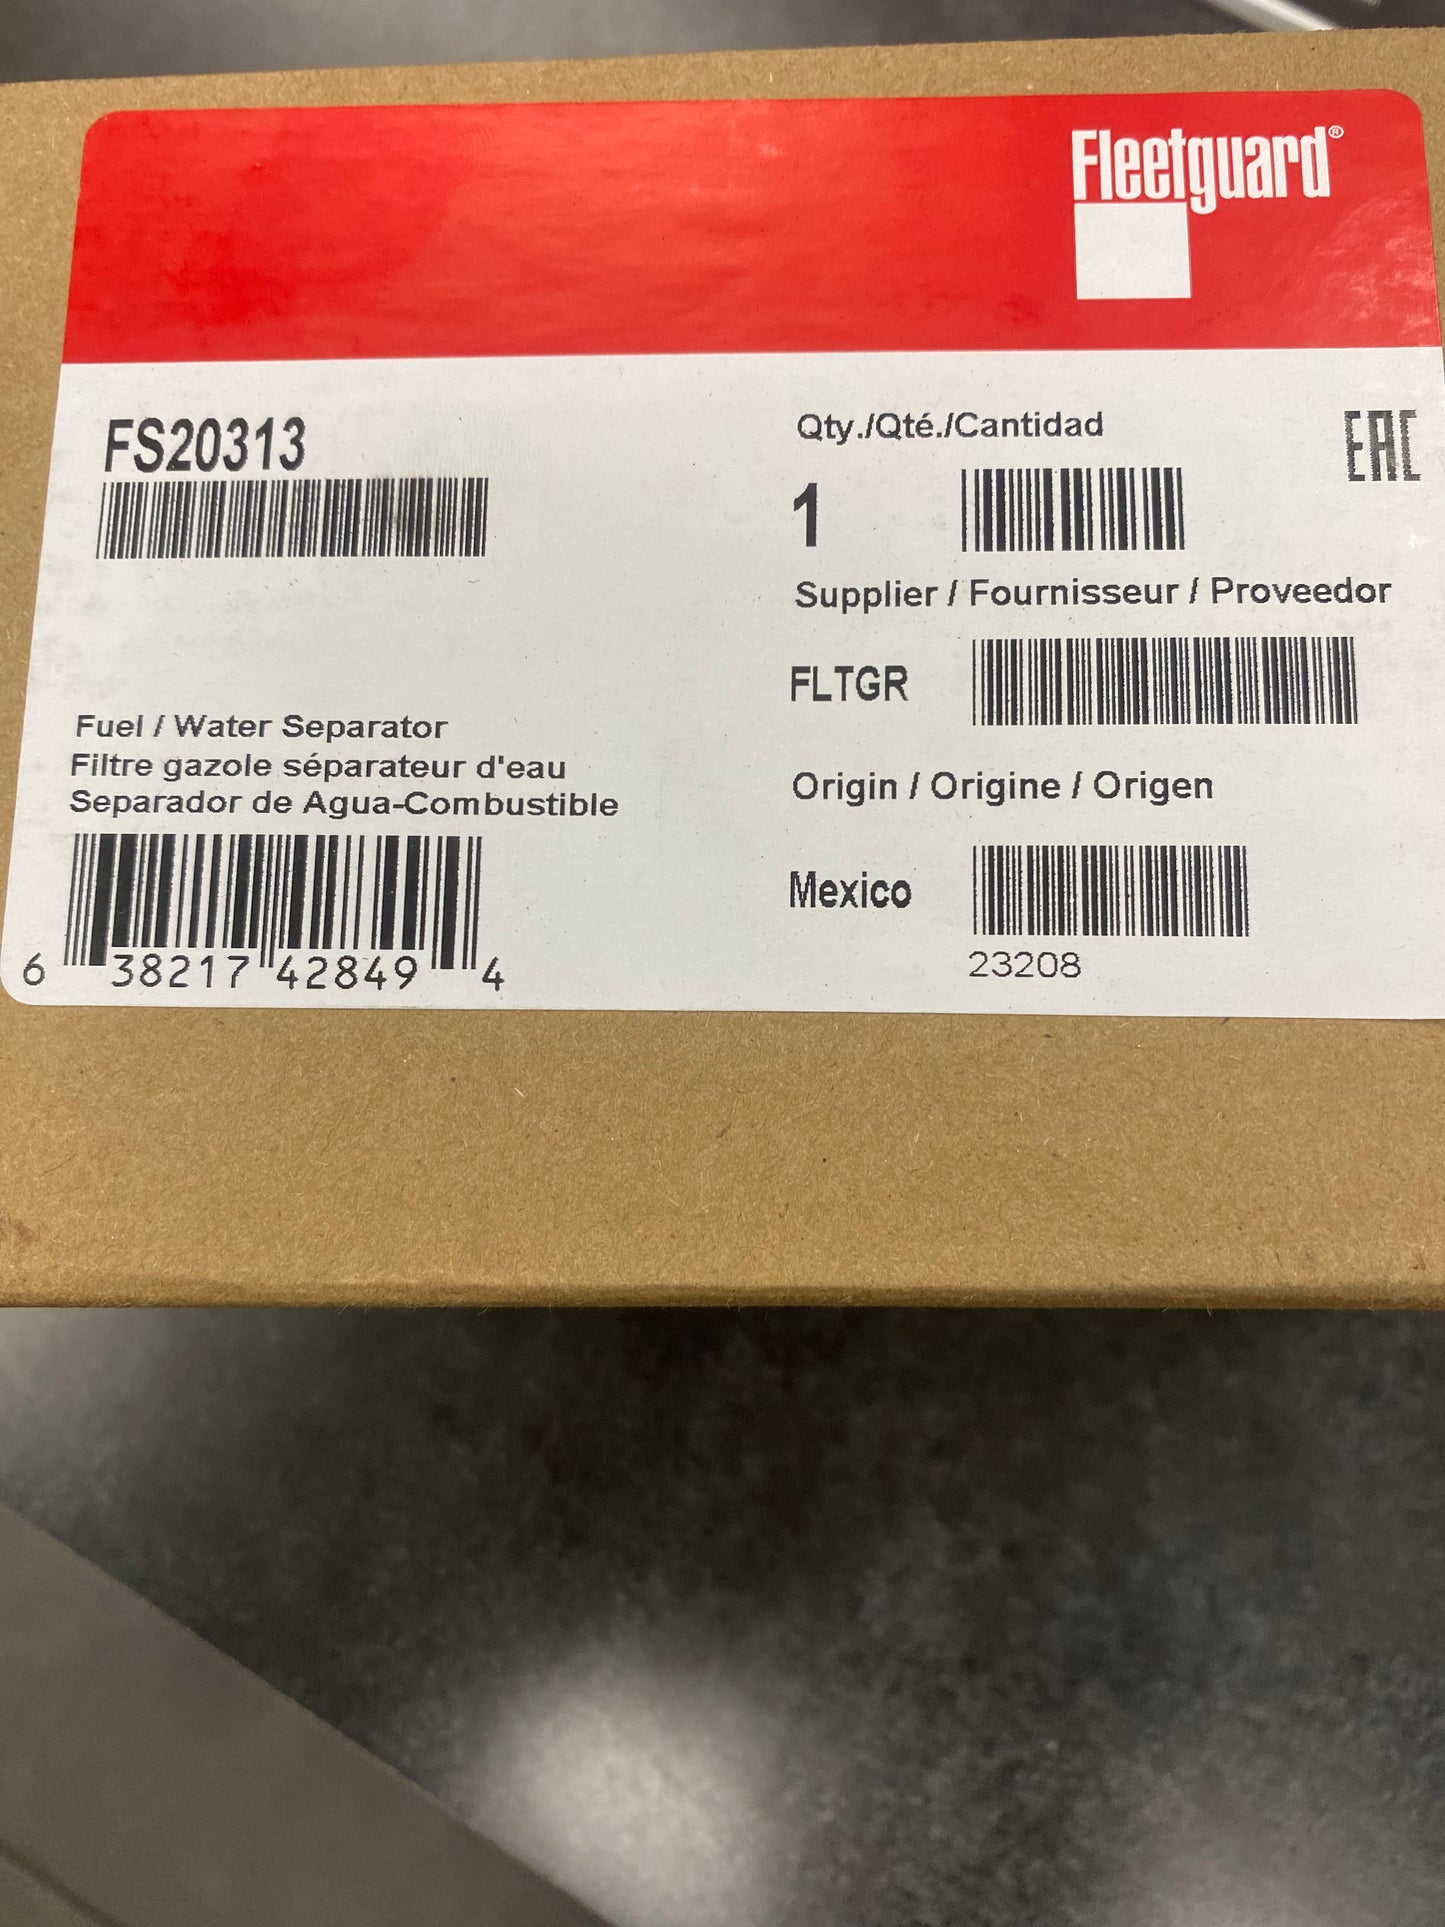 Fleetguard®
FS20313
Qty./Qté./Cantidad
EAC
1
Supplier / Fournisseur / Proveedor
FLTGR
Fuel / Water Separator
Filtre gazole séparateur d'eau
Separador de Agua-Combustible
Origin / Origine / Origen
Mexico
23208
6 38217 42849 4